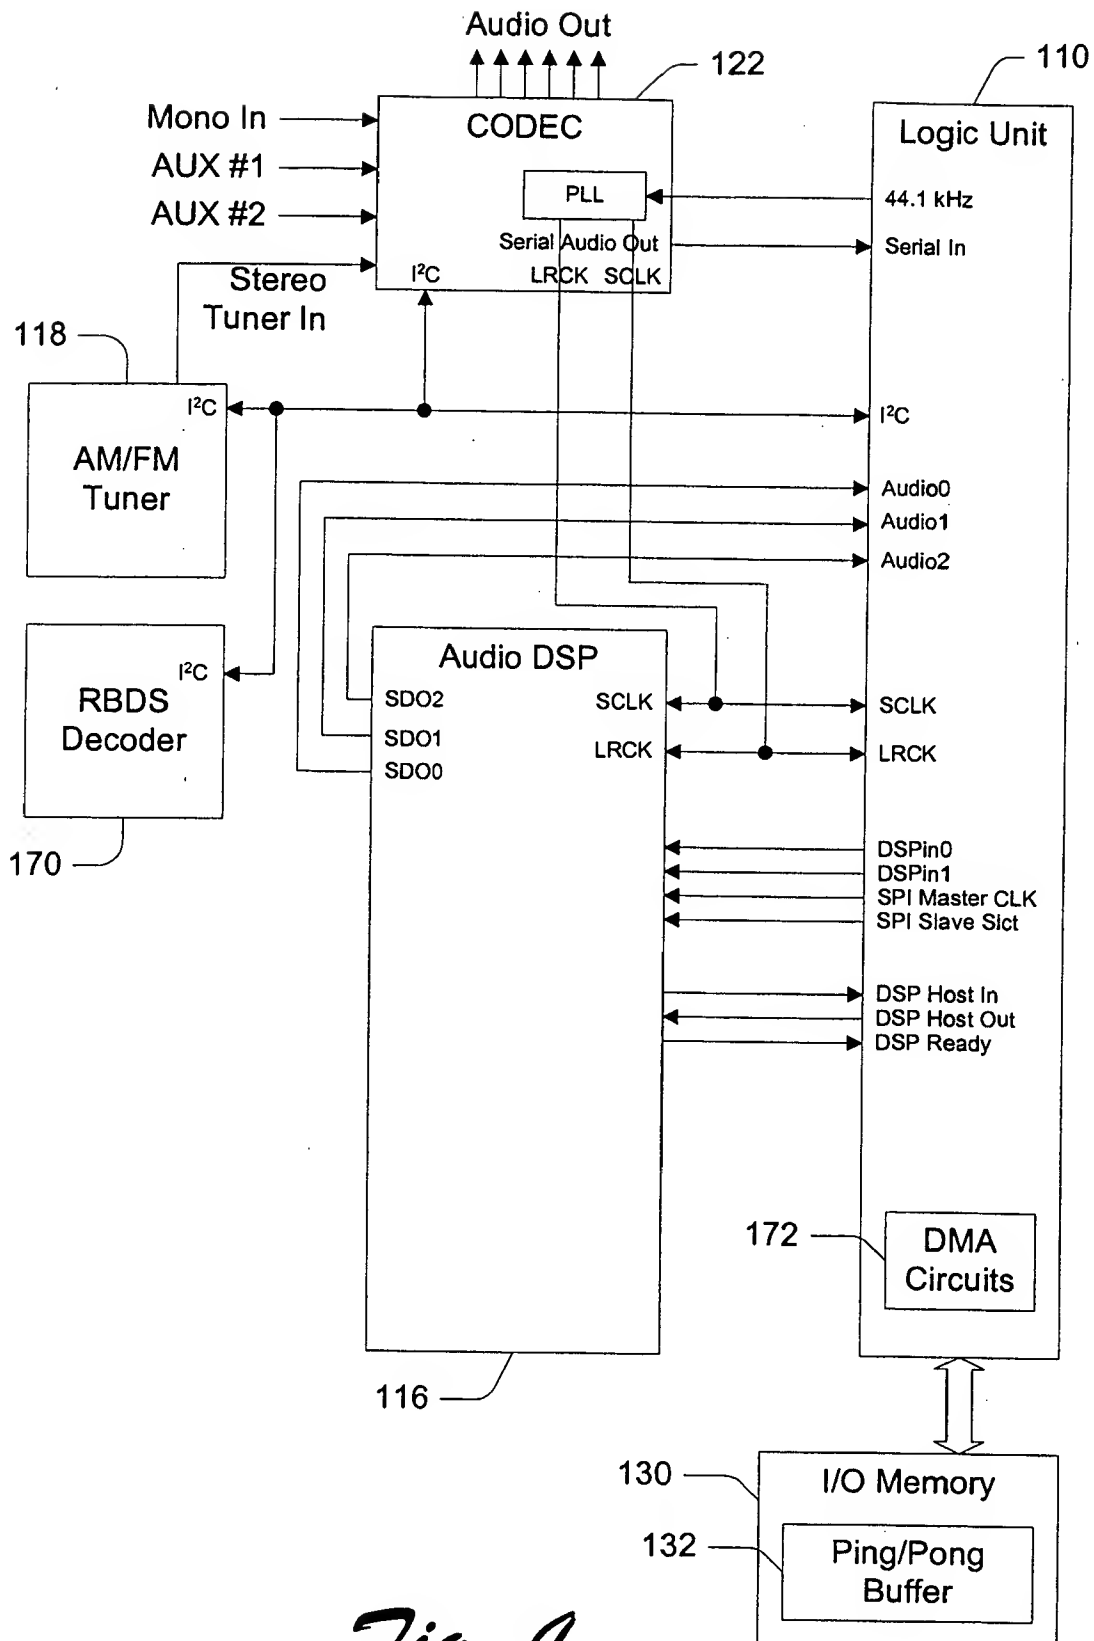 Audio Out
122
110
Mono In
AUX #1
AUX #2
CODEC
PLL
Serial Audio Out
I²C
LRCK
SCLK
Logic Unit
44.1 kHz
Serial In
Stereo
Tuner In
118
I²C
AM/FM
Tuner
I²C
Audio0
Audio1
Audio2
I²C
RBDS
Decoder
170
Audio DSP
SDO2
SDO1
SDO0
SCLK
LRCK
SCLK
LRCK
DSPin0
DSPin1
SPI Master CLK
SPI Slave Slct
DSP Host In
DSP Host Out
DSP Ready
172
DMA
Circuits
116
130
I/O Memory
132
Ping/Pong
Buffer